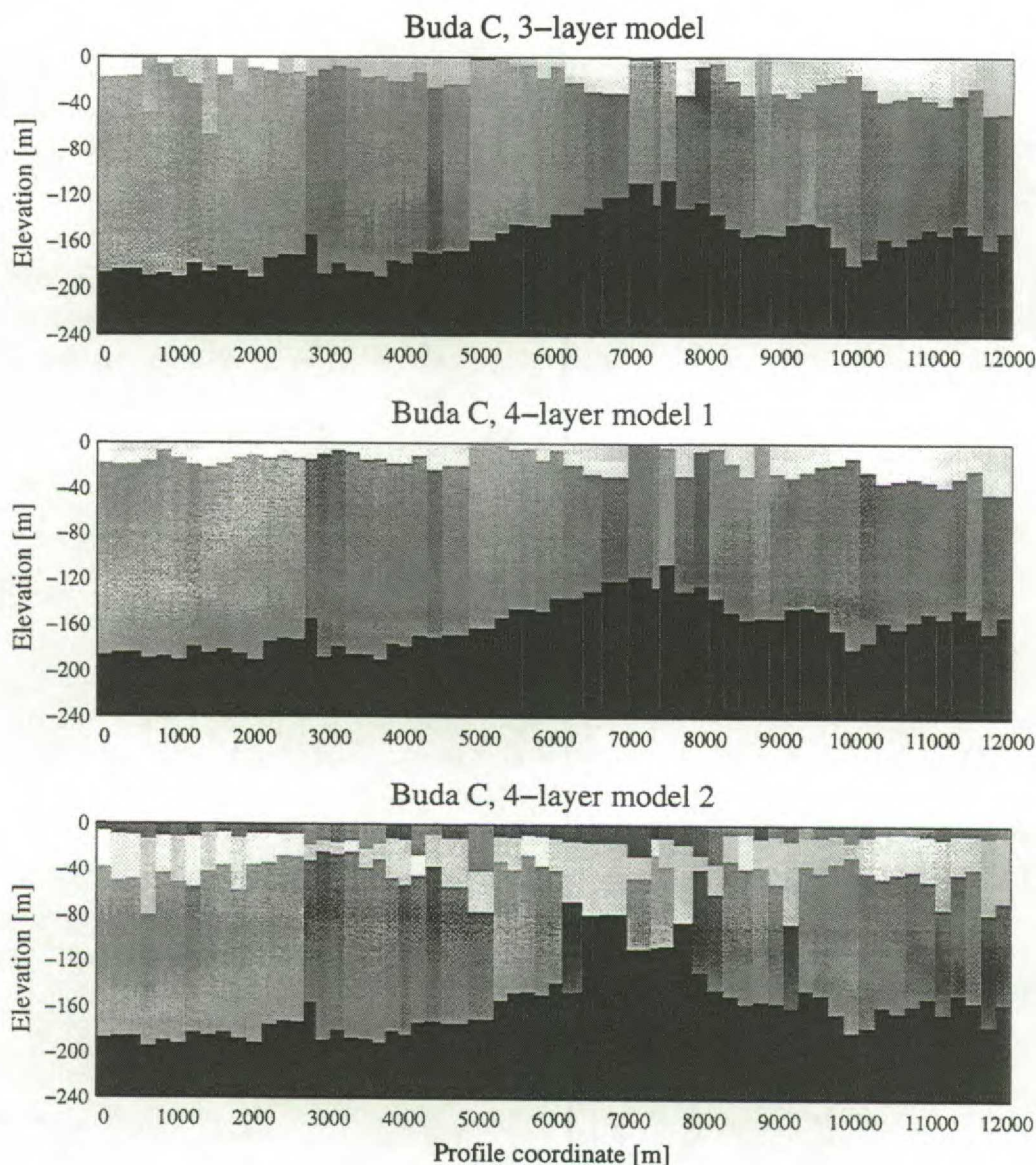 Buda C, 3–layer model
0
−40
−80
−120
−160
−200
−240
Elevation [m]
0 1000 2000 3000 4000 5000 6000 7000 8000 9000 10000 11000 12000
Buda C, 4–layer model 1
0
−40
−80
−120
−160
−200
−240
Elevation [m]
0 1000 2000 3000 4000 5000 6000 7000 8000 9000 10000 11000 12000
Buda C, 4–layer model 2
0
−40
−80
−120
−160
−200
−240
Elevation [m]
0 1000 2000 3000 4000 5000 6000 7000 8000 9000 10000 11000 12000
Profile coordinate [m]